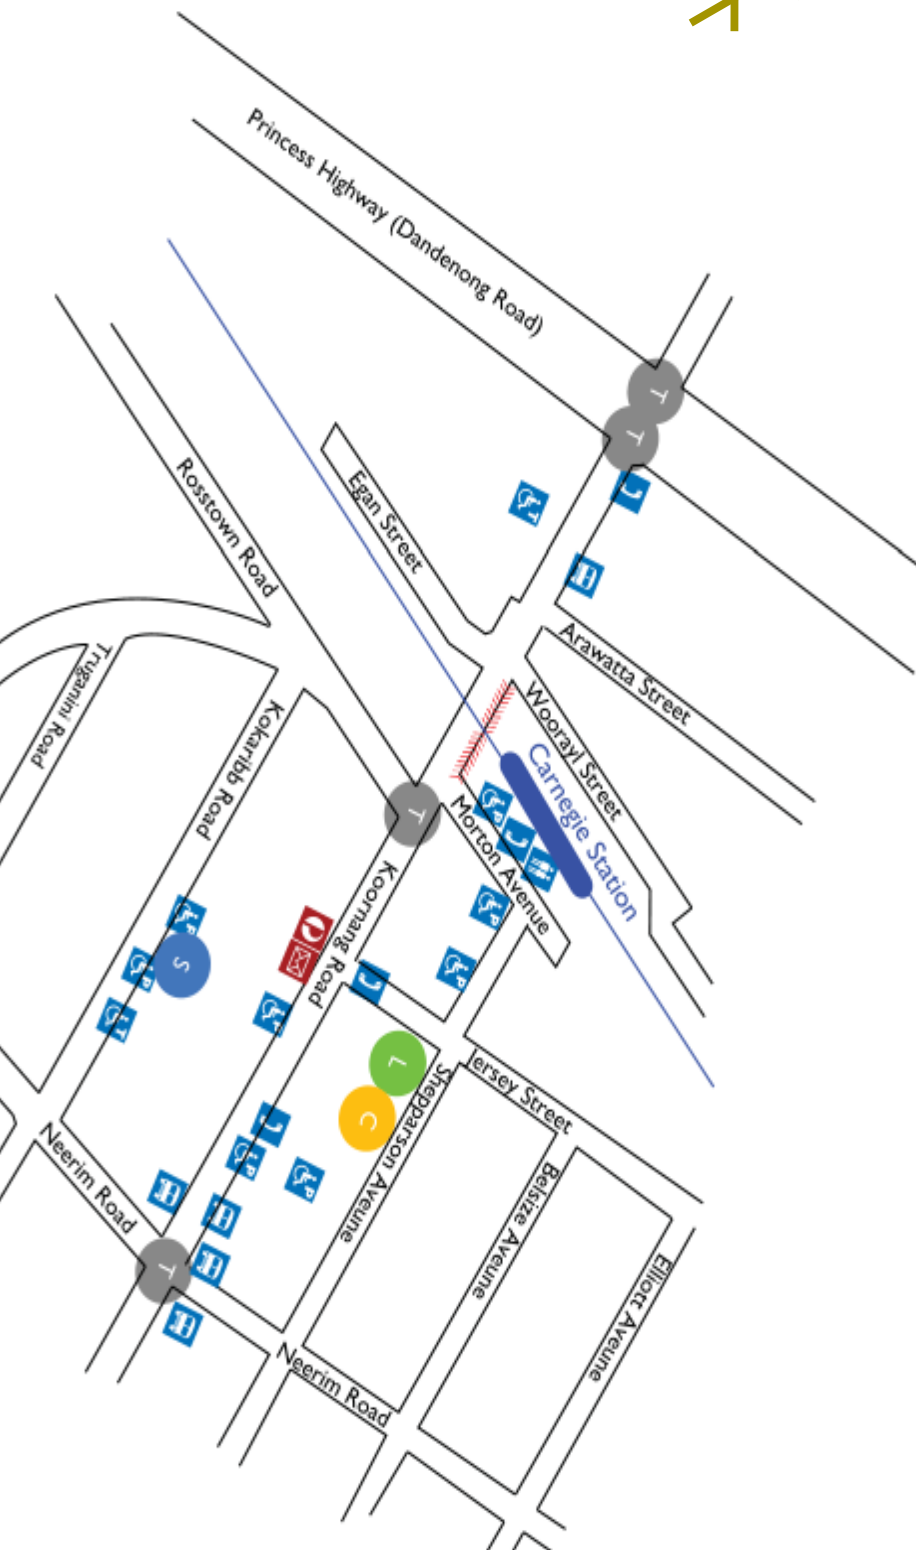 Princess Highway (Dandenong Road)
T
T
Rosstown Road
Egan Street
T
Arawatta Street
Truganini Road
Kokaribb Road
Woorayl Street
Carnegie Station
T
P
Morton Avenue
Koornang Road
P
P
P
S
P
T
P
L
C
Shepparson Aveune
Jersey Street
Neerim Road
P
P
Belsize Aveune
Elliott Aveune
T
Neerim Road